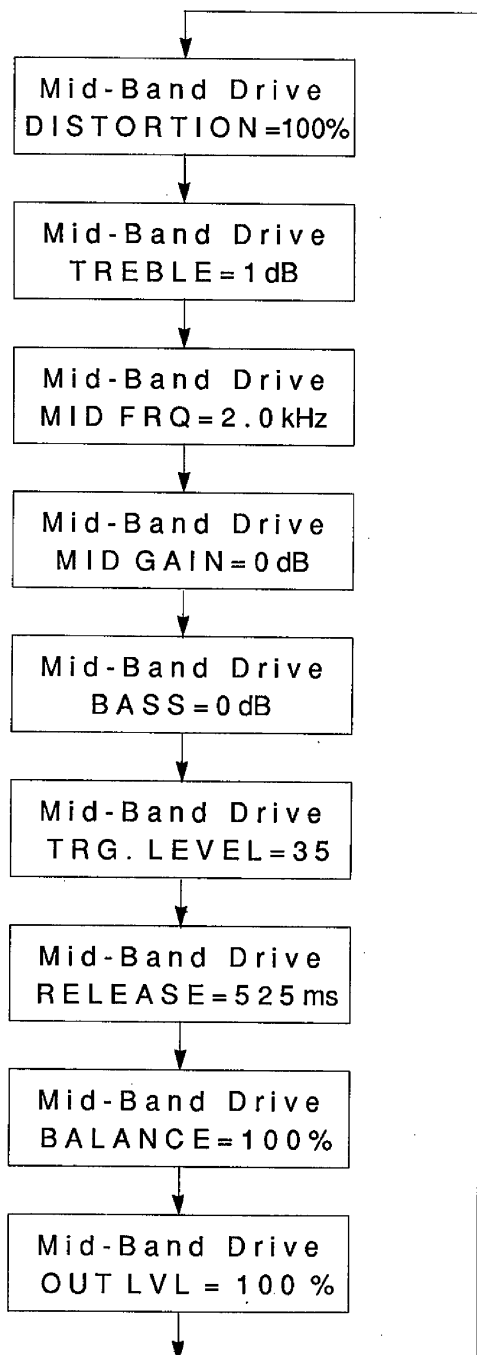 Mid-Band Drive
DISTORTION=100%
Mid-Band Drive
TREBLE=1dB
Mid-Band Drive
MID FRQ=2.0kHz
Mid-Band Drive
MID GAIN=0dB
Mid-Band Drive
BASS=0dB
Mid-Band Drive
TRG. LEVEL=35
Mid-Band Drive
RELEASE=525ms
Mid-Band Drive
BALANCE=100%
Mid-Band Drive
OUT LVL = 100 %